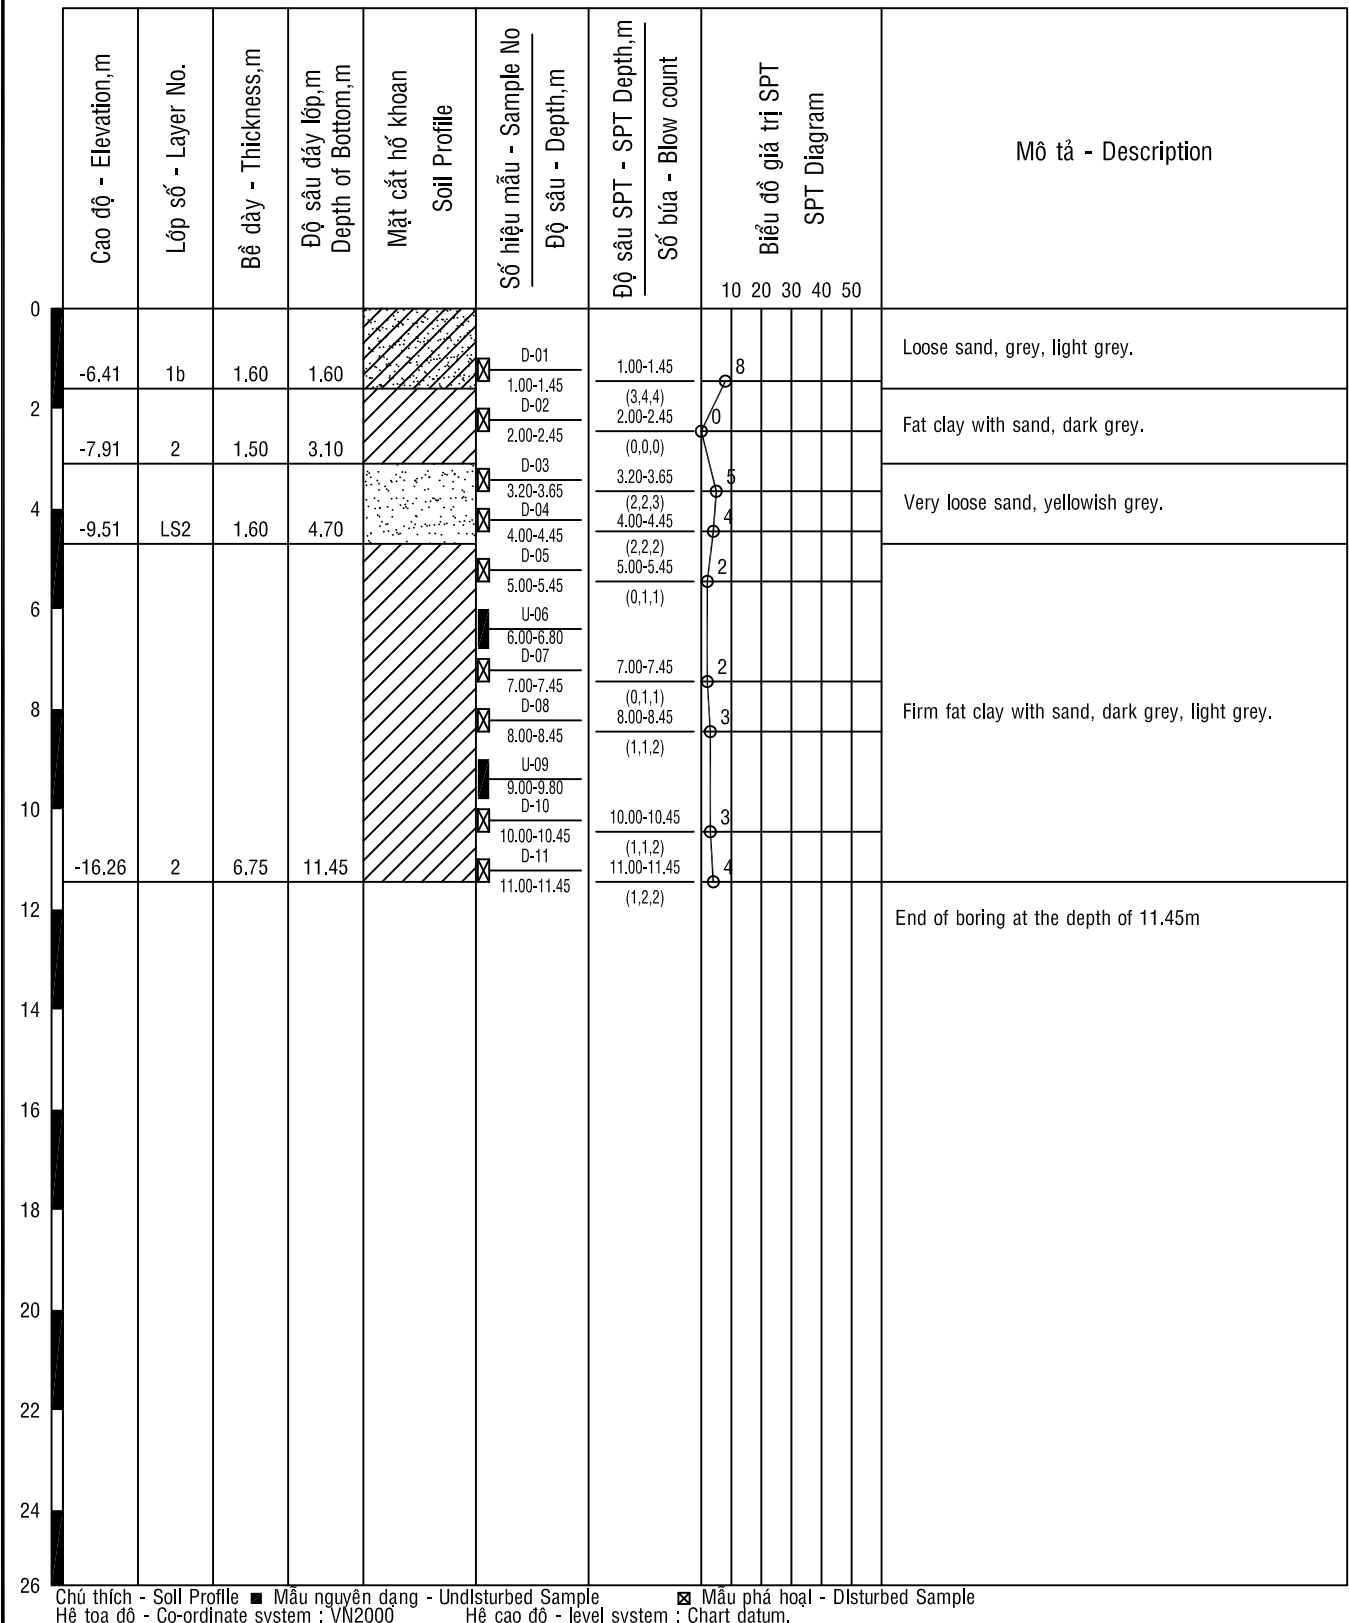 Cao độ - Elevation,m
Lớp số - Layer No.
Bề dày - Thickness,m
Độ sâu đáy lớp,m
Depth of Bottom,m
Mặt cắt hố khoan
Soil Profile
Số hiệu mẫu - Sample No
Độ sâu - Depth,m
Độ sâu SPT - SPT Depth,m
Số búa - Blow count
Biểu đồ giá trị SPT
SPT Diagram
10 20 30 40 50
Mô tả - Description
0
D-01
1.00-1.45
8
Loose sand, grey, light grey.
-6.41 1b 1.60 1.60
1.00-1.45
(3,4,4)
2
D-02
2.00-2.45
0
Fat clay with sand, dark grey.
2.00-2.45
(0,0,0)
-7.91 2 1.50 3.10
D-03
3.20-3.65
5
3.20-3.65
(2,2,3)
Very loose sand, yellowish grey.
4
D-04
4.00-4.45
4
-9.51 LS2 1.60 4.70
4.00-4.45
(2,2,2)
D-05
5.00-5.45
2
5.00-5.45
(0,1,1)
6
U-06
6.00-6.80
D-07
7.00-7.45
2
7.00-7.45
(0,1,1)
8
D-08
8.00-8.45
3
Firm fat clay with sand, dark grey, light grey.
8.00-8.45
(1,1,2)
U-09
9.00-9.80
10
D-10
10.00-10.45
3
10.00-10.45
(1,1,2)
D-11
11.00-11.45
4
-16.26 2 6.75 11.45
11.00-11.45
(1,2,2)
12
End of boring at the depth of 11.45m
14
16
18
20
22
24
26
Chú thích - Soil Profile Mẫu nguyên dạng - Undisturbed Sample Mẫu phá hoại - Disturbed Sample
Hệ tọa độ - Co-ordinate system : VN2000 Hệ cao độ - level system : Chart datum.